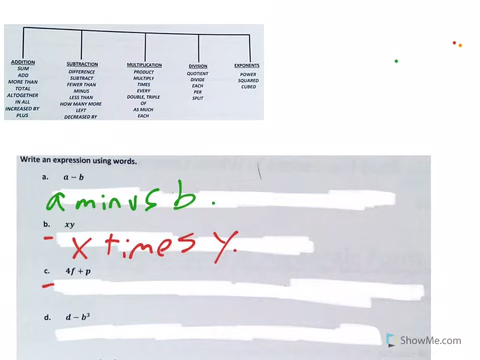 ADDITION
SUM
ADD
MORE THAN
TOTAL
ALTOGETHER
IN ALL
INCREASED BY
PLUS
SUBTRACTION
DIFFERENCE
SUBTRACT
FEWER THAN
MINUS
LESS THAN
HOW MANY MORE
LEFT
DECREASED BY
MULTIPLICATION
PRODUCT
MULTIPLY
TIMES
EVERY
DOUBLE, TRIPLE
OF
AS MUCH
EACH
DIVISION
QUOTIENT
DIVIDE
EACH
PER
SPLIT
EXPONENTS
POWER
SQUARED
CUBED
Write an expression using words.
a. a − b
a minus b .
b. xy
– x times y.
c. 4f + p
–
d. d − b³
ShowMe.com